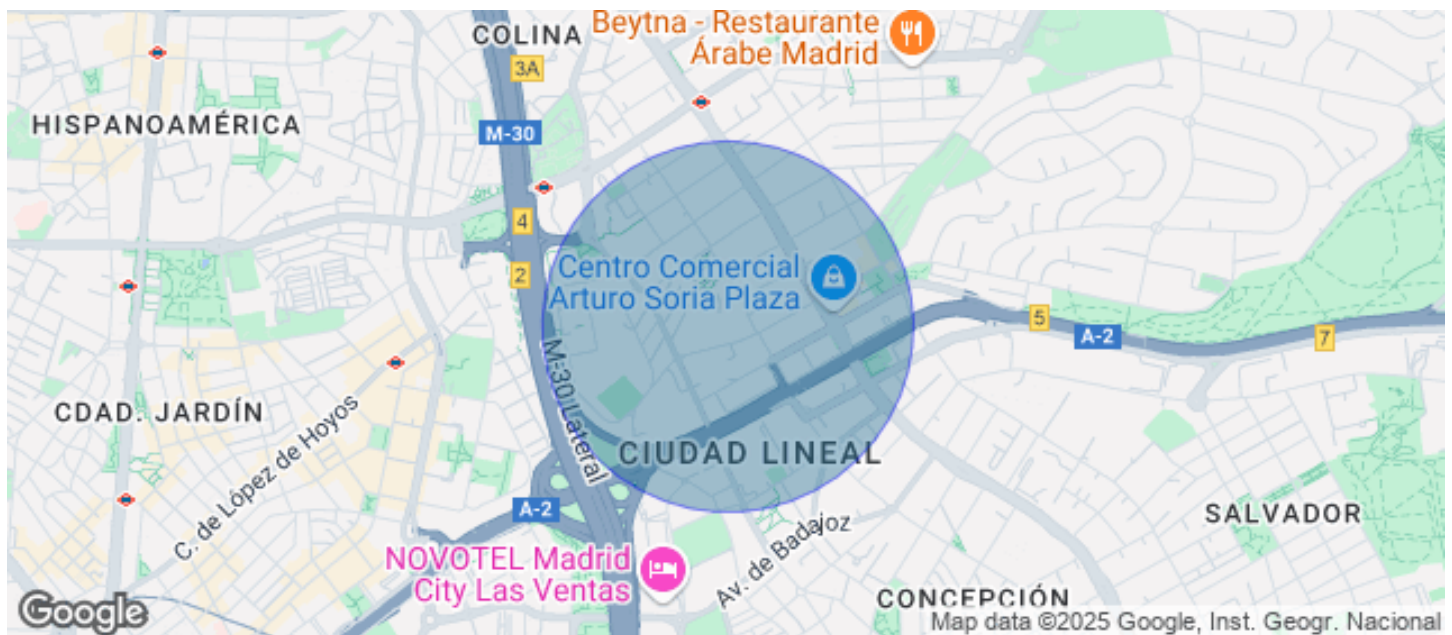 COLINA
Beytna - Restaurante
Árabe Madrid
3A
HISPANOAMÉRICA
M-30
4
2
Centro Comercial
Arturo Soria Plaza
5
A-2
7
M-30 Lateral
CDAD. JARDÍN
C. de López de Hoyos
CIUDAD LINEAL
A-2
SALVADOR
Av. de Badajoz
NOVOTEL Madrid
City Las Ventas
CONCEPCIÓN
Google
Map data ©2025 Google, Inst. Geogr. Nacional